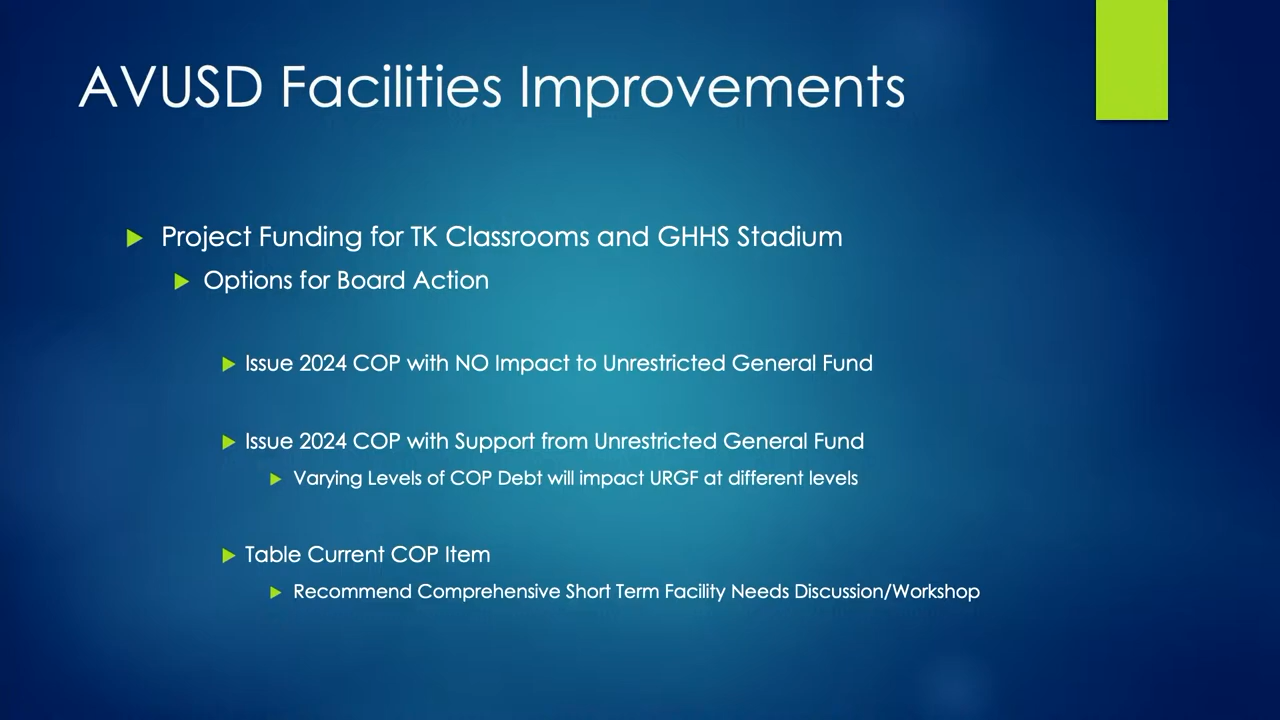 AVUSD Facilities Improvements
Project Funding for TK Classrooms and GHHS Stadium
Options for Board Action
Issue 2024 COP with NO Impact to Unrestricted General Fund
Issue 2024 COP with Support from Unrestricted General Fund
Varying Levels of COP Debt will impact URGF at different levels
Table Current COP Item
Recommend Comprehensive Short Term Facility Needs Discussion/Workshop